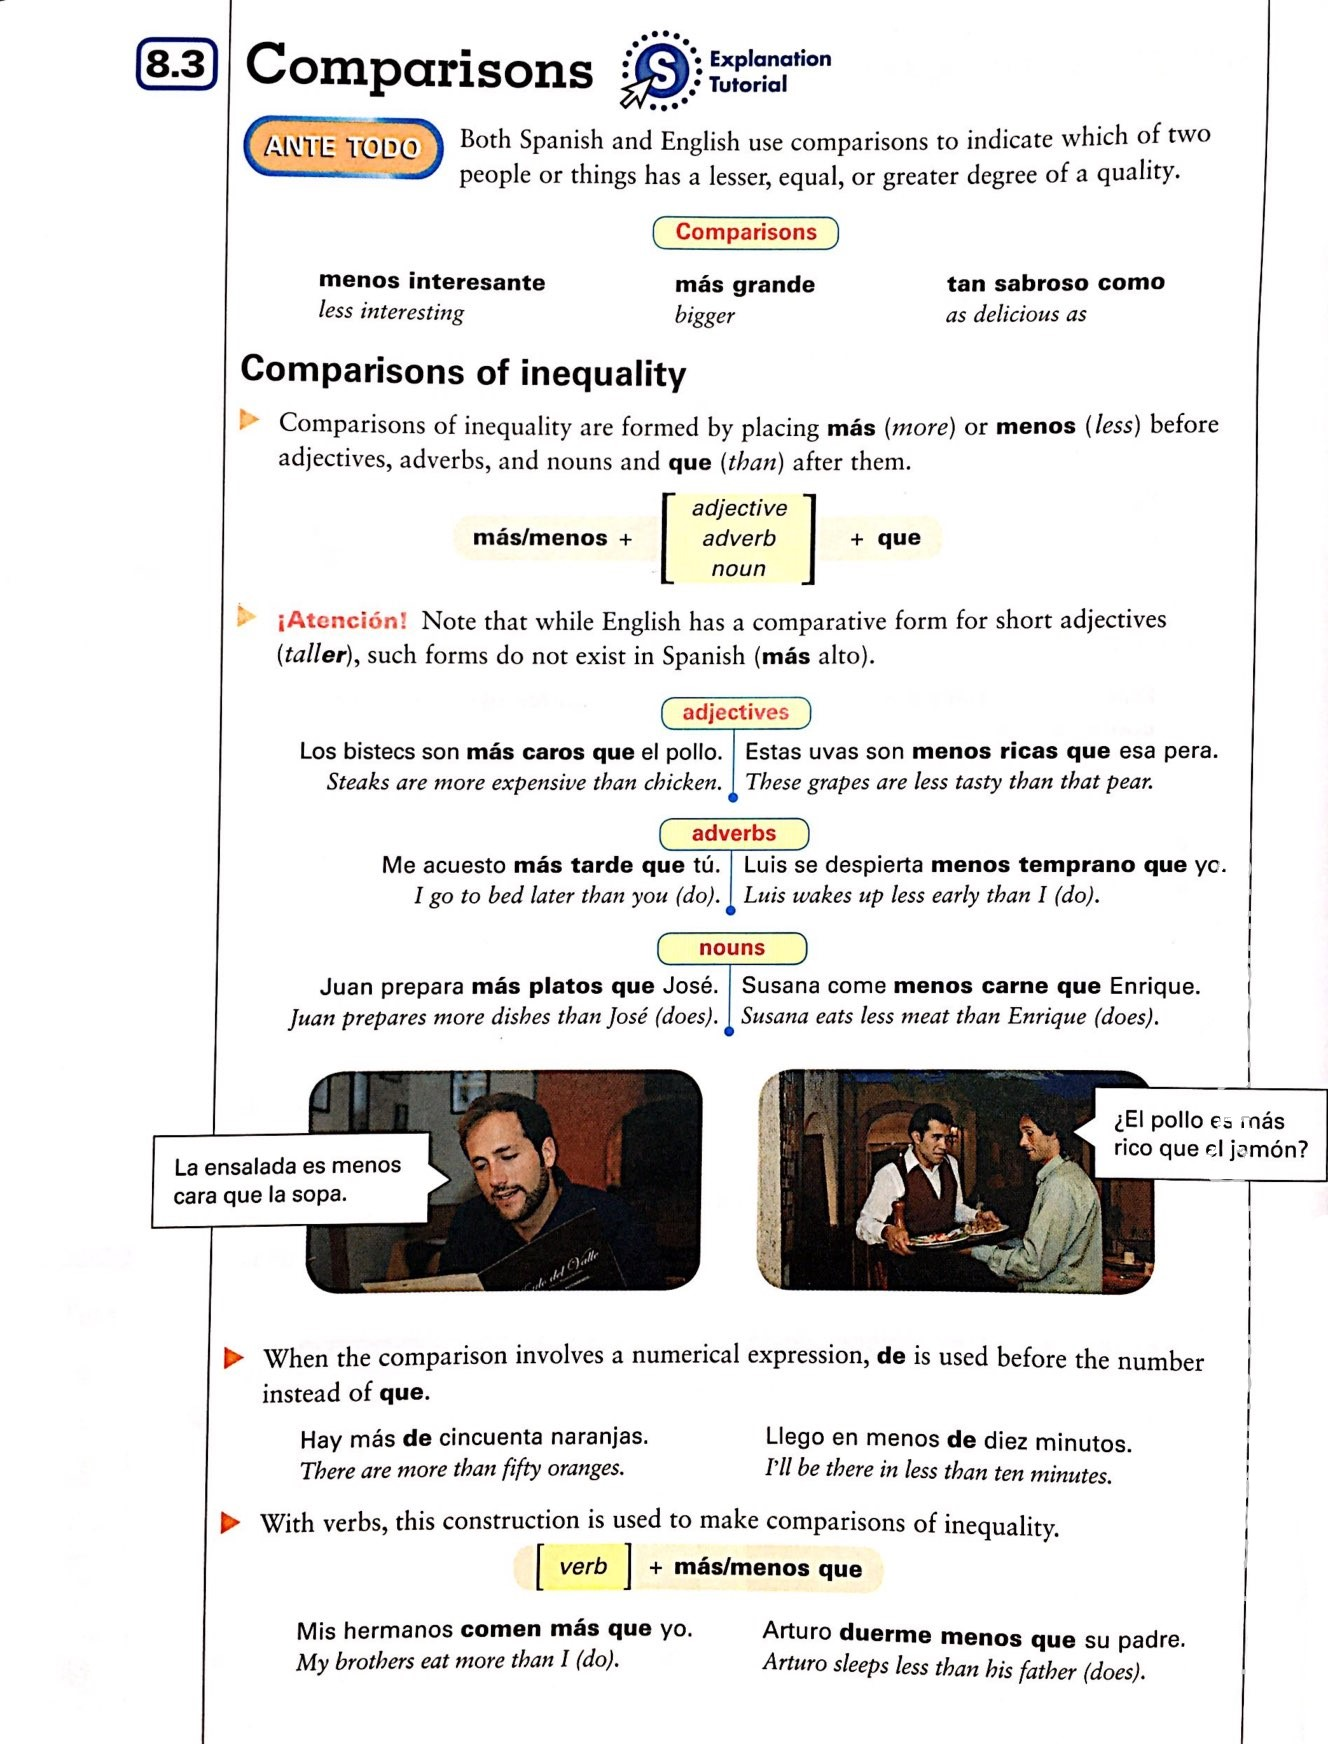 8.3 Comparisons S Explanation
Tutorial
ANTE TODO Both Spanish and English use comparisons to indicate which of two
people or things has a lesser, equal, or greater degree of a quality.
Comparisons
menos interesante más grande tan sabroso como
less interesting bigger as delicious as
Comparisons of inequality
Comparisons of inequality are formed by placing más (more) or menos (less) before
adjectives, adverbs, and nouns and que (than) after them.
adjective
más/menos + adverb + que
noun
¡Atención! Note that while English has a comparative form for short adjectives
(taller), such forms do not exist in Spanish (más alto).
adjectives
Los bistecs son más caros que el pollo. Estas uvas son menos ricas que esa pera.
Steaks are more expensive than chicken. These grapes are less tasty than that pear.
adverbs
Me acuesto más tarde que tú. Luis se despierta menos temprano que yo.
I go to bed later than you (do). Luis wakes up less early than I (do).
nouns
Juan prepara más platos que José. Susana come menos carne que Enrique.
Juan prepares more dishes than José (does). Susana eats less meat than Enrique (does).
La ensalada es menos
cara que la sopa.
del Valle
¿El pollo es más
rico que el jamón?
When the comparison involves a numerical expression, de is used before the number
instead of que.
Hay más de cincuenta naranjas. Llego en menos de diez minutos.
There are more than fifty oranges. I'll be there in less than ten minutes.
With verbs, this construction is used to make comparisons of inequality.
[ verb ] + más/menos que
Mis hermanos comen más que yo. Arturo duerme menos que su padre.
My brothers eat more than I (do). Arturo sleeps less than his father (does).